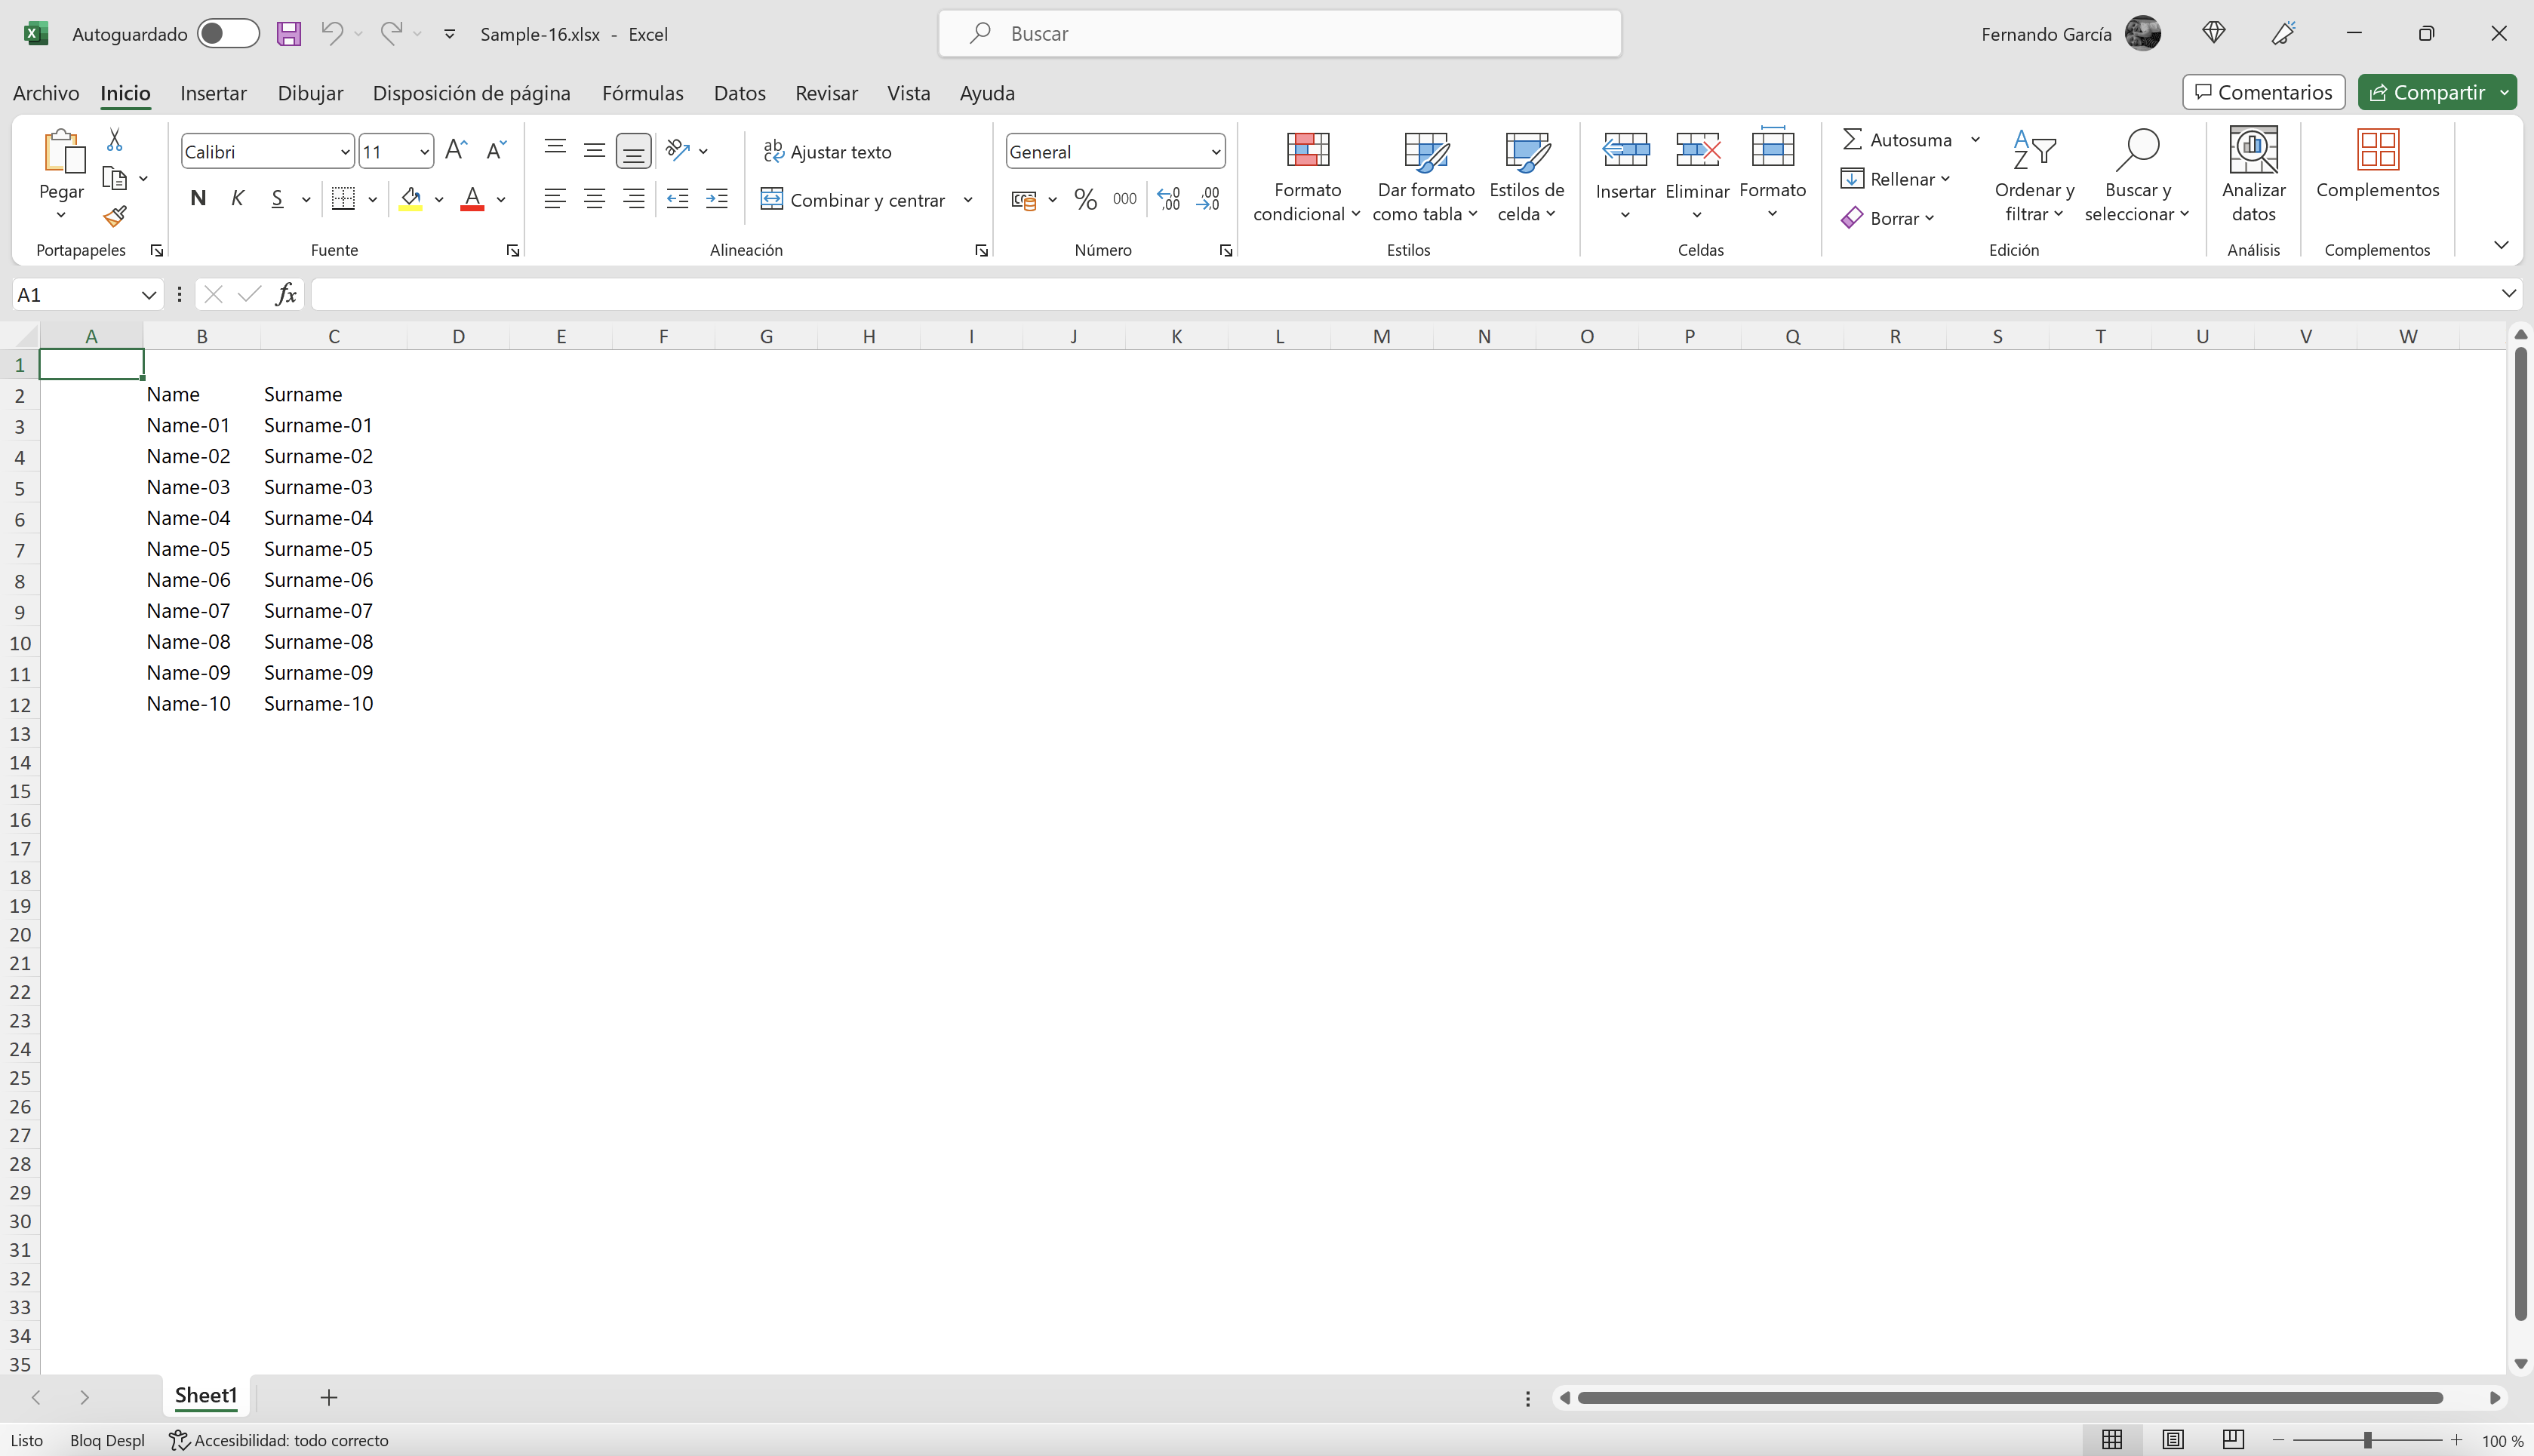 Autoguardado Sample-16.xlsx - Excel Buscar Fernando García
Archivo Inicio Insertar Dibujar Disposición de página Fórmulas Datos Revisar Vista Ayuda Comentarios Compartir
Pegar
Portapapeles
Calibri 11
N K S
Fuente
Ajustar texto
Combinar y centrar
Alineación
General
% 000
Número
Formato condicional
Dar formato como tabla
Estilos de celda
Estilos
Insertar Eliminar Formato
Celdas
Autosuma
Rellenar
Borrar
Ordenar y filtrar
Buscar y seleccionar
Edición
Analizar datos
Análisis
Complementos
Complementos
A1 fx
A B C D E F G H I J K L M N O P Q R S T U V W
1
2 Name Surname
3 Name-01 Surname-01
4 Name-02 Surname-02
5 Name-03 Surname-03
6 Name-04 Surname-04
7 Name-05 Surname-05
8 Name-06 Surname-06
9 Name-07 Surname-07
10 Name-08 Surname-08
11 Name-09 Surname-09
12 Name-10 Surname-10
13
14
15
16
17
18
19
20
21
22
23
24
25
26
27
28
29
30
31
32
33
34
35
Sheet1
Listo Bloq Despl Accesibilidad: todo correcto 100 %